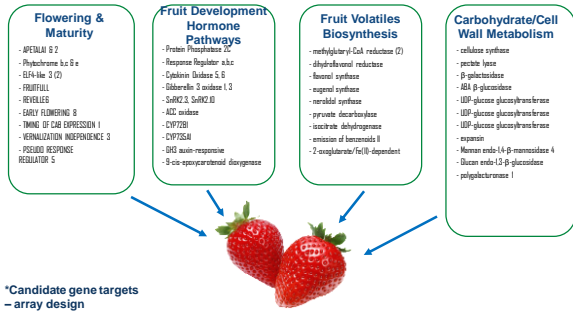 Flowering &
Maturity
- APETALA1 & 2
- Phytochrome b,c & e
- ELF4-like 3 (2)
- FRUITFULL
- REVEILLE6
- EARLY FLOWERING 8
- TIMING OF CAB EXPRESSION 1
- VERNALIZATION INDEPENDENCE 3
- PSEUDO RESPONSE
REGULATOR 5
Fruit Development
Hormone
Pathways
- Protein Phosphatase 2C
- Response Regulator a,b,c
- Cytokinin Oxidase 5, 6
- Gibberellin 3 oxidase 1, 3
- SnRK2.3, SnRK2.10
- ACC oxidase
- CYP72B1
- CYP735A1
- GH3 auxin-responsive
- 9-cis-epoxycarotenoid dioxygenase
Fruit Volatiles
Biosynthesis
- methylglutaryl-CoA reductase (2)
- dihydroflavonol reductase
- flavonol synthase
- eugenol synthase
- nerolidol synthase
- pyruvate decarboxylase
- isocitrate dehydrogenase
- emission of benzenoids II
- 2-oxoglutarate/Fe(II)-dependent
Carbohydrate/Cell
Wall Metabolism
- cellulose synthase
- pectate lyase
- β-galactosidase
- ABA β-glucosidase
- UDP-glucose glucosyltransferase
- UDP-glucose glucosyltransferase
- UDP-glucose glucosyltransferase
- expansin
- Mannan endo-1,4-β-mannosidase 4
- Glucan endo-1,3-β-glucosidase
- polygalacturonase 1
*Candidate gene targets
– array design